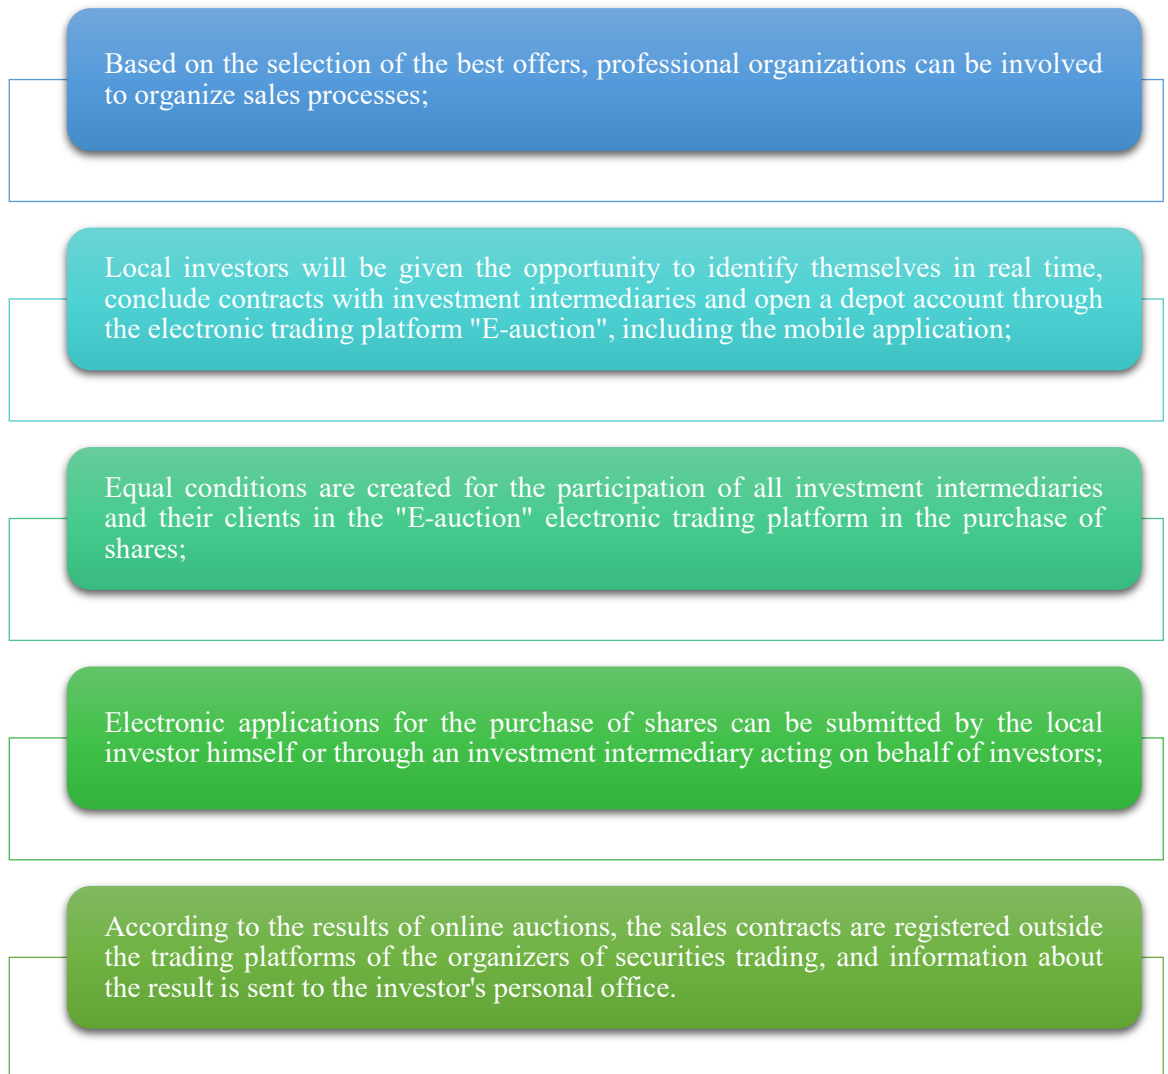 Based on the selection of the best offers, professional organizations can be involved
to organize sales processes;
Local investors will be given the opportunity to identify themselves in real time,
conclude contracts with investment intermediaries and open a depot account through
the electronic trading platform "E-auction", including the mobile application;
Equal conditions are created for the participation of all investment intermediaries
and their clients in the "E-auction" electronic trading platform in the purchase of
shares;
Electronic applications for the purchase of shares can be submitted by the local
investor himself or through an investment intermediary acting on behalf of investors;
According to the results of online auctions, the sales contracts are registered outside
the trading platforms of the organizers of securities trading, and information about
the result is sent to the investor's personal office.